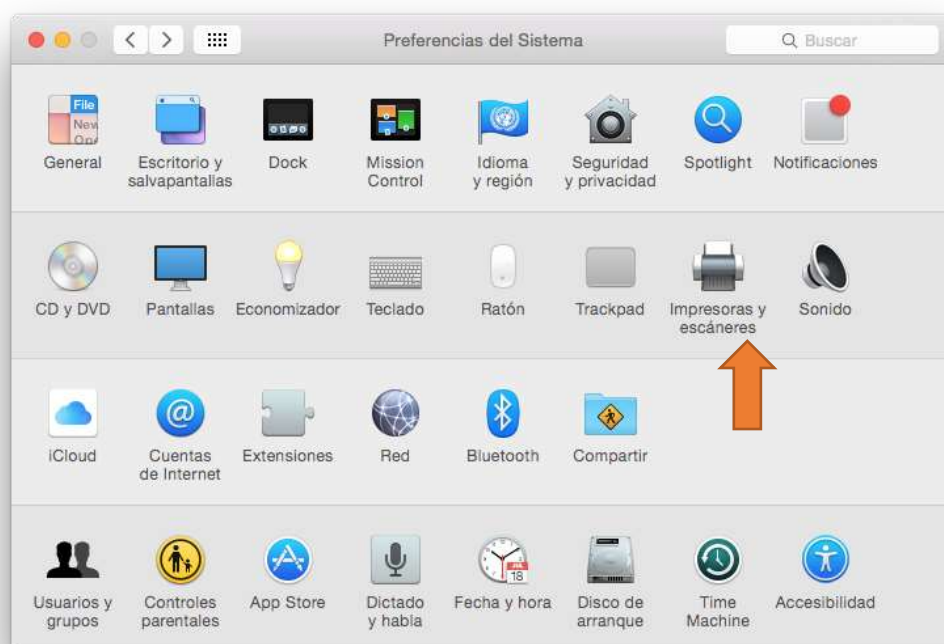 Preferencias del Sistema
Buscar
File
New
Ope
General
Escritorio y
salvapantallas
Dock
Mission
Control
Idioma
y región
Seguridad
y privacidad
Spotlight
Notificaciones
CD y DVD
Pantallas
Economizador
Teclado
Ratón
Trackpad
Impresoras y
escáneres
Sonido
iCloud
@
Cuentas
de Internet
Extensiones
Red
Bluetooth
Compartir
Usuarios y
grupos
Controles
parentales
App Store
Dictado
y habla
JUL
18
Fecha y hora
Disco de
arranque
Time
Machine
Accesibilidad